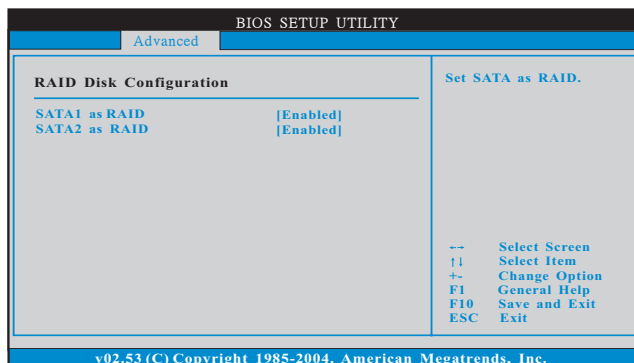 BIOS SETUP UTILITY
Advanced
RAID Disk Configuration
SATA1 as RAID [Enabled]
SATA2 as RAID [Enabled]
Set SATA as RAID.
←→ Select Screen
↑↓ Select Item
+- Change Option
F1 General Help
F10 Save and Exit
ESC Exit
v02.53 (C) Copyright 1985-2004, American Megatrends, Inc.